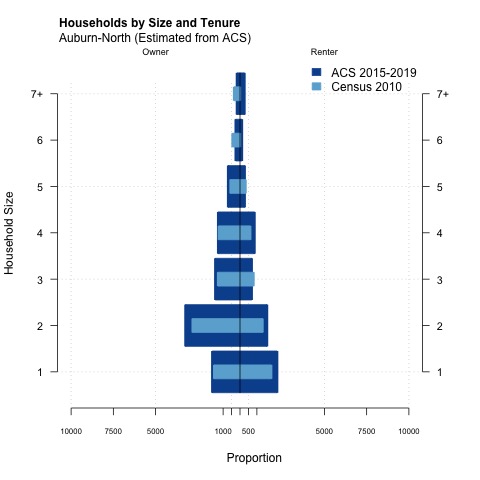 Households by Size and Tenure
Auburn-North (Estimated from ACS)
Owner Renter
ACS 2015-2019
Census 2010
7+ 7+
6 6
5 5
4 4
3 3
2 2
1 1
Household Size
10000 7500 5000 1000 500 5000 7500 10000
Proportion